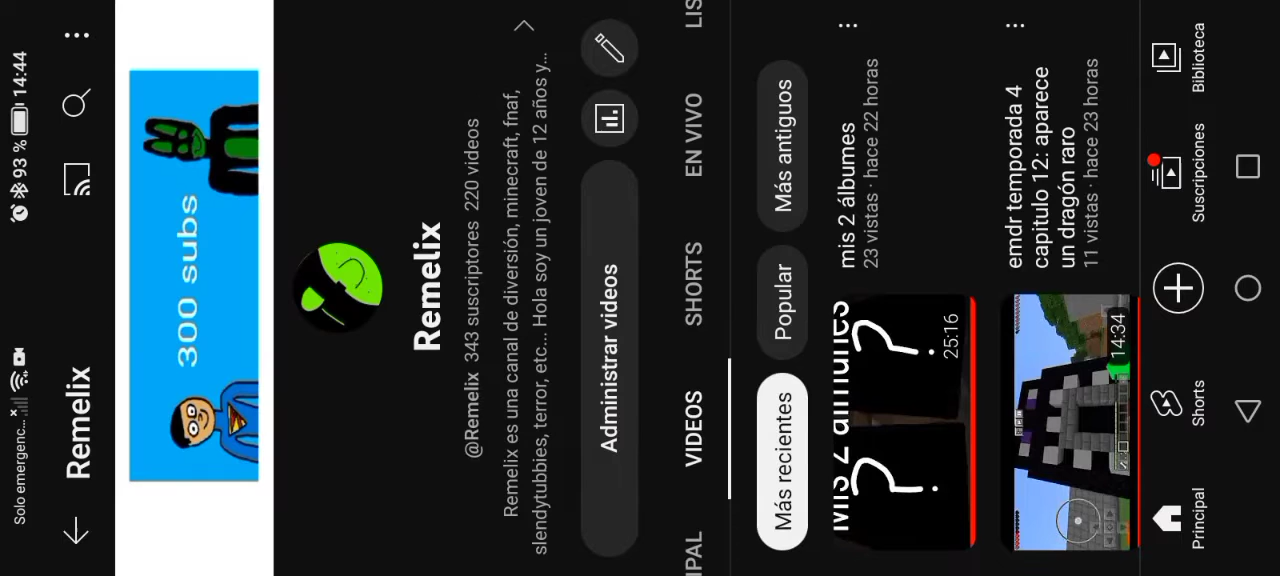 Solo emergenc...
93 % 14:44
Remelix
300 subs
Remelix
@Remelix 343 suscriptores 220 videos
Remelix es una canal de diversión, minecraft, fnaf,
slendytubbies, terror, etc... Hola soy un joven de 12 años y...
Administrar videos
IPAL VIDEOS SHORTS EN VIVO LIS
Más recientes Popular Más antiguos
Mis 2 álbumes
? ?
25:16
mis 2 álbumes
23 vistas · hace 22 horas
14:34
emdr temporada 4
capitulo 12: aparece
un dragón raro
11 vistas · hace 23 horas
Principal Shorts Suscripciones Biblioteca